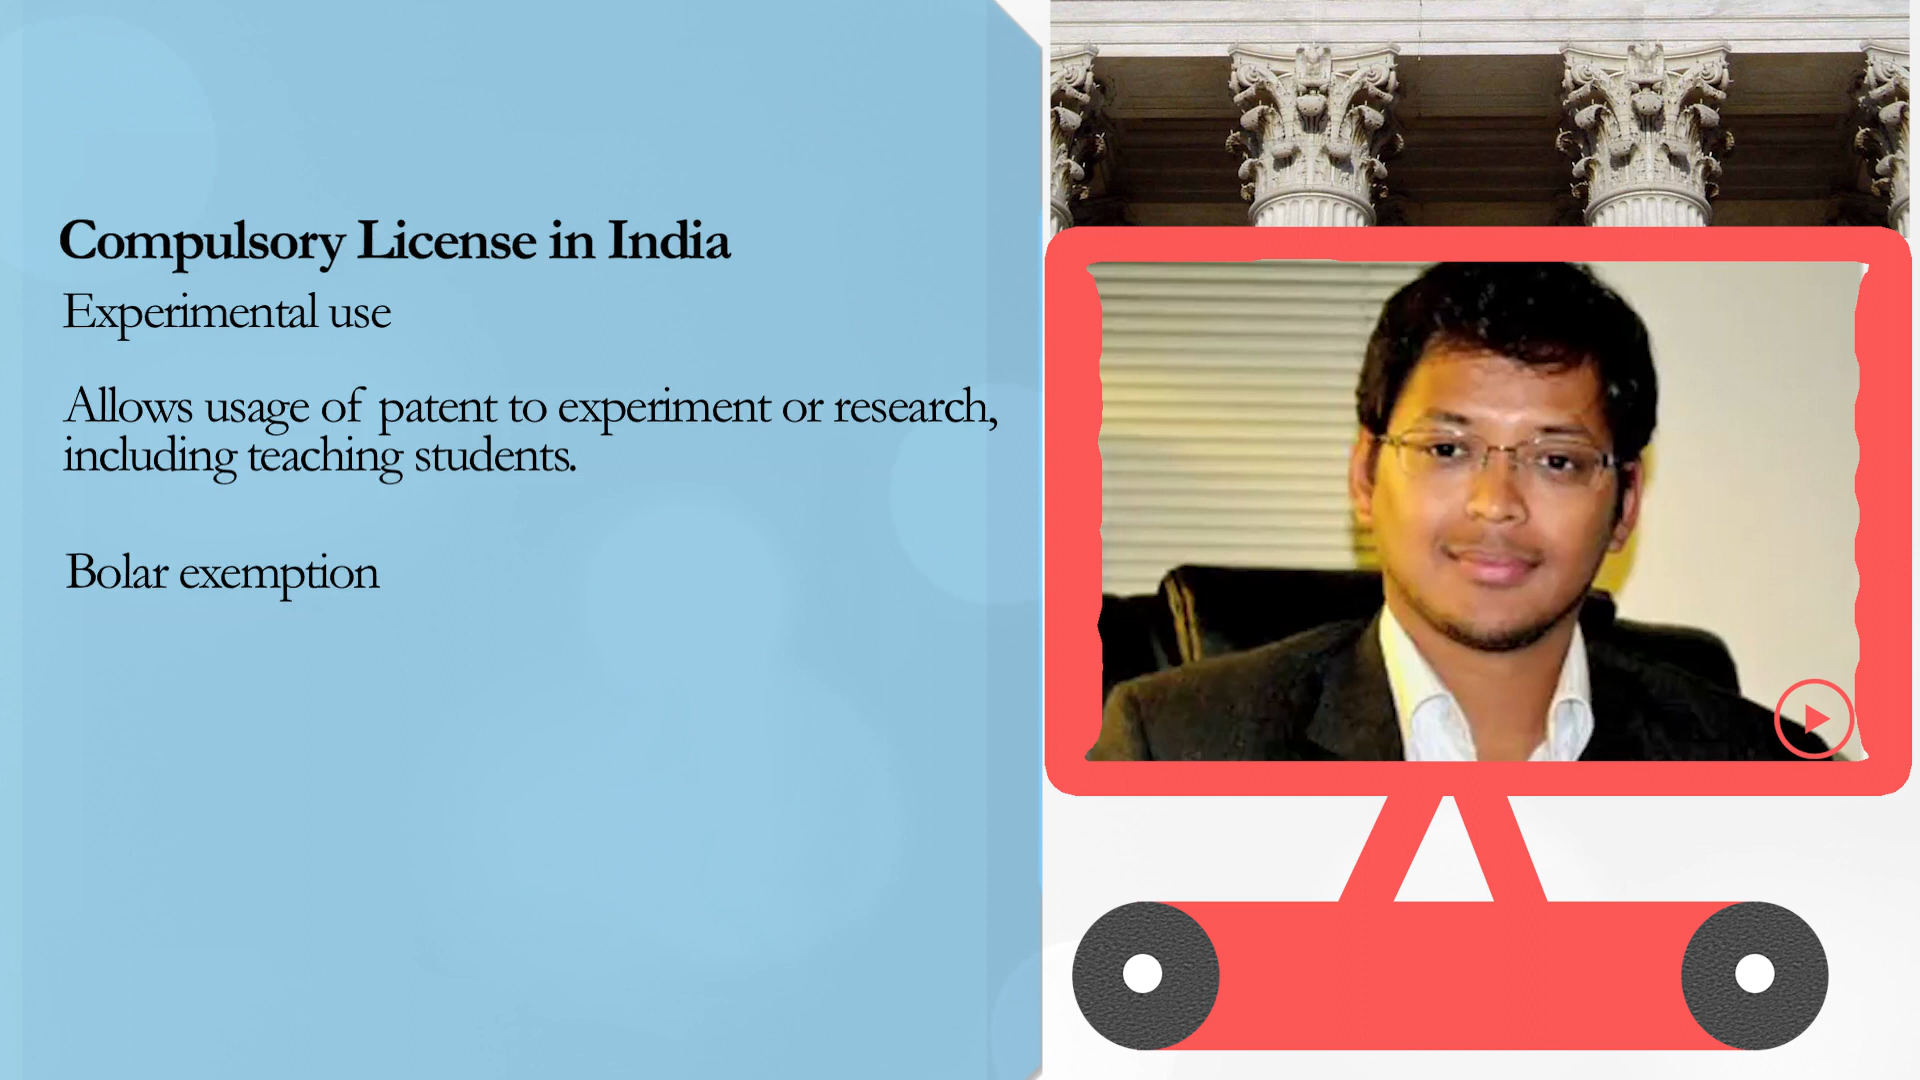 Compulsory License in India
Experimental use
Allows usage of patent to experiment or research,
including teaching students.
Bolar exemption